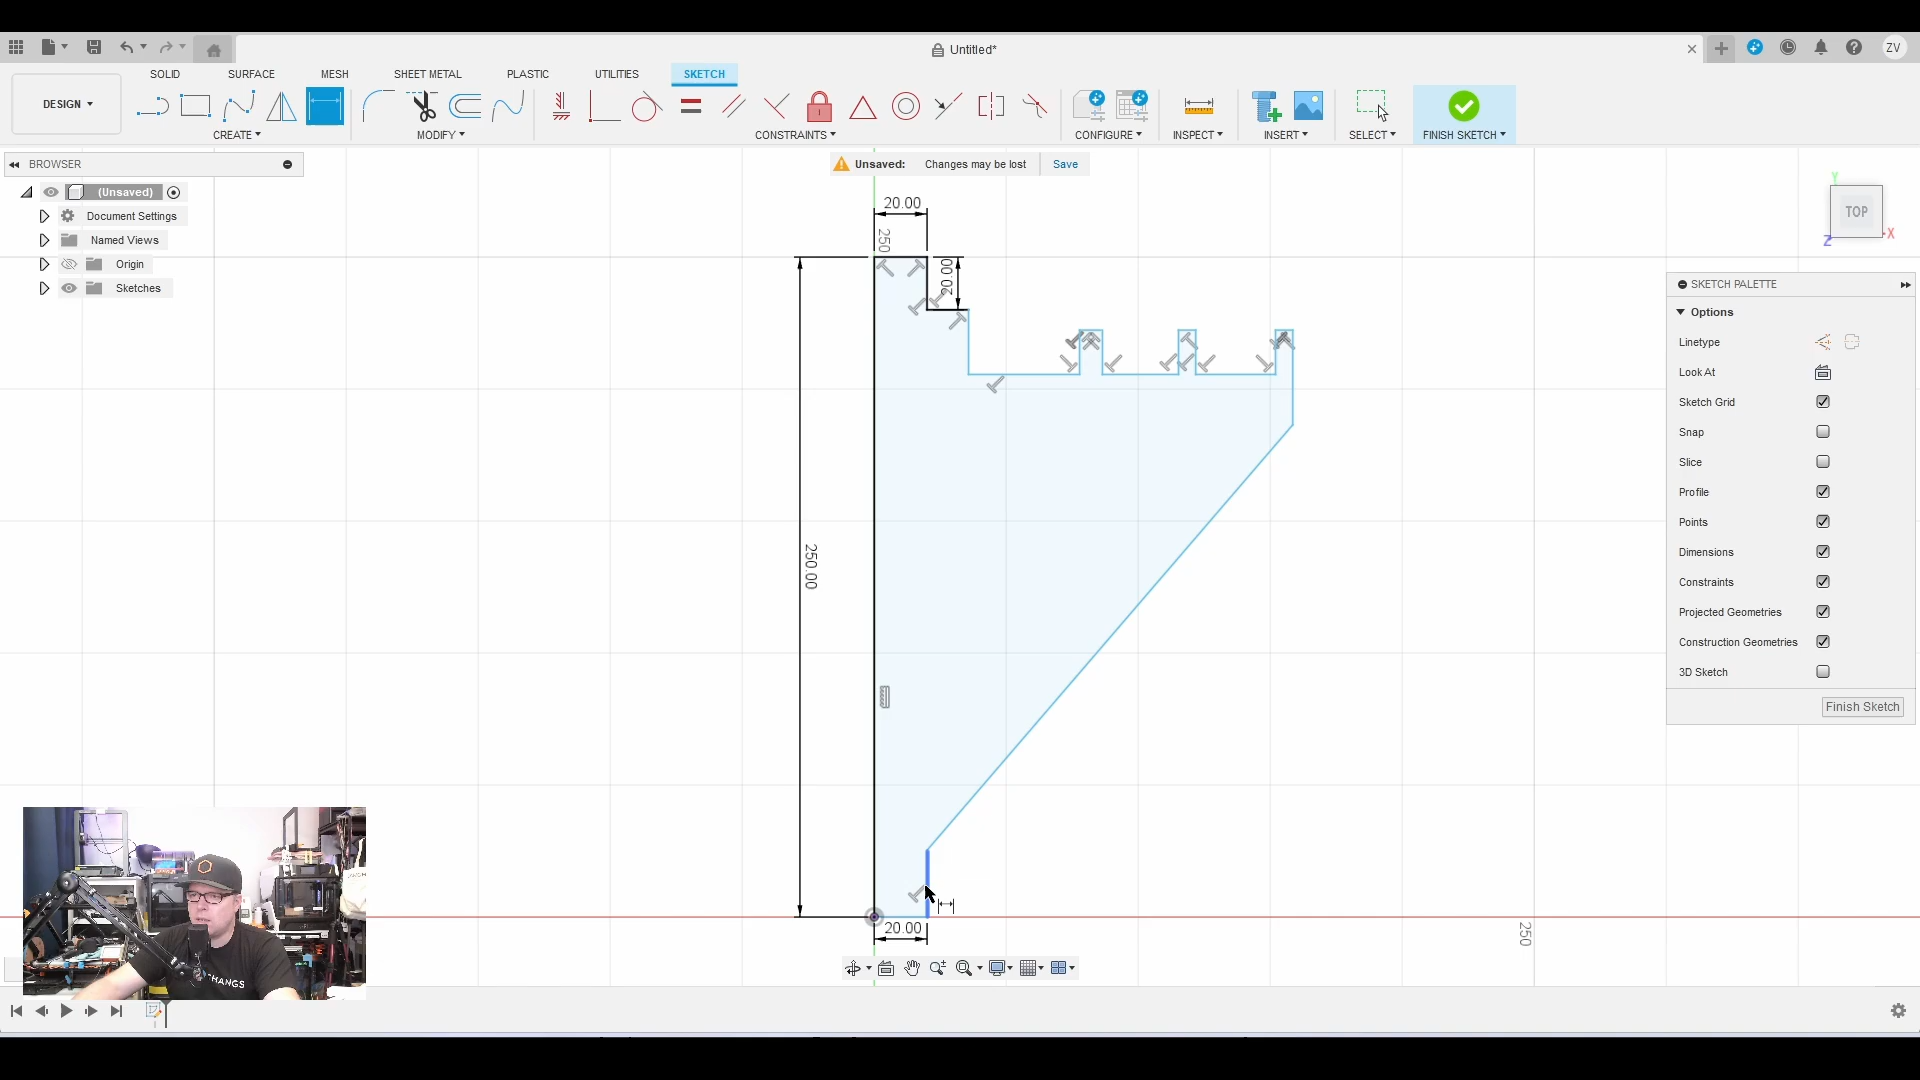 Untitled*
ZV
DESIGN
SOLID
SURFACE
MESH
SHEET METAL
PLASTIC
UTILITIES
SKETCH
CREATE
MODIFY
CONSTRAINTS
CONFIGURE
INSPECT
INSERT
SELECT
FINISH SKETCH
BROWSER
Unsaved: Changes may be lost Save
(Unsaved)
Document Settings
Named Views
Origin
Sketches
TOP
Y
X
Z
20.00
250
20.00
250.00
20.00
250
SKETCH PALETTE
Options
Linetype
Look At
Sketch Grid
Snap
Slice
Profile
Points
Dimensions
Constraints
Projected Geometries
Construction Geometries
3D Sketch
Finish Sketch